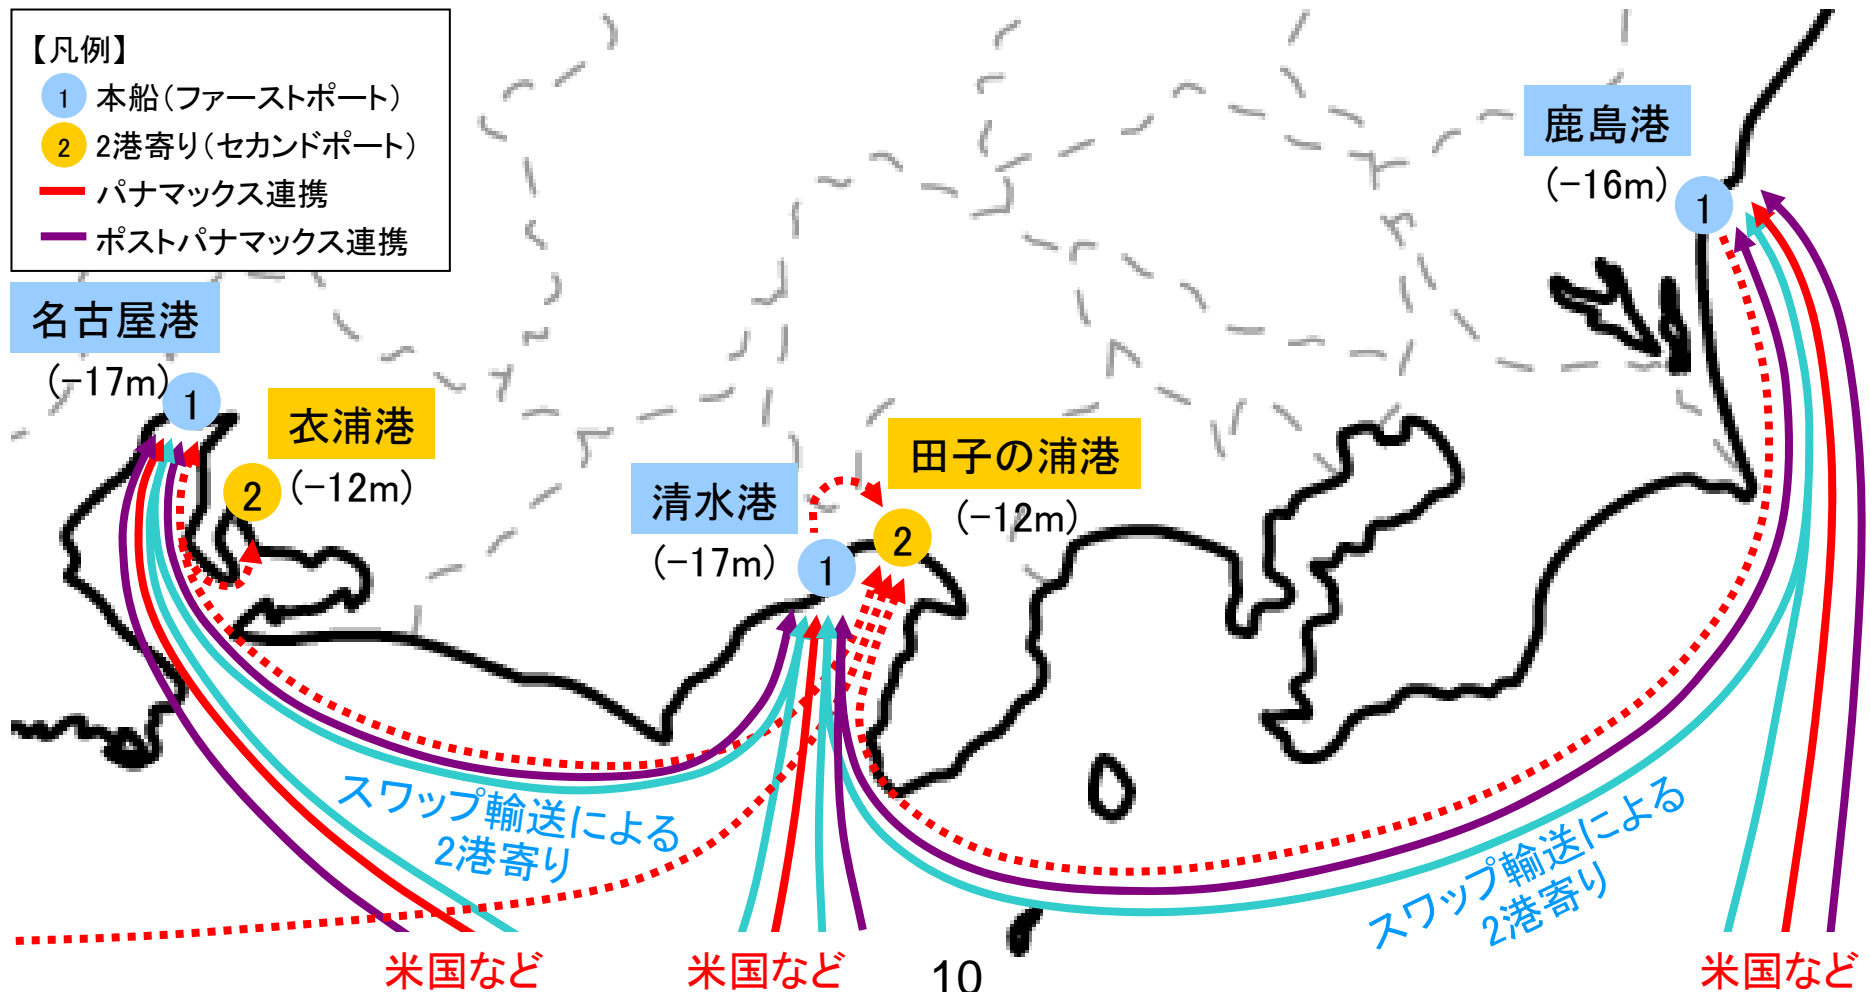 【凡例】
1 本船(ファーストポート)
2 2港寄り(セカンドポート)
パナマックス連携
ポストパナマックス連携
鹿島港
(-16m)
1
名古屋港
(-17m)
1
衣浦港
(-12m)
2
田子の浦港
(-12m)
2
清水港
(-17m)
1
スワップ輸送による
2港寄り
スワップ輸送による
2港寄り
米国など
米国など
米国など
10